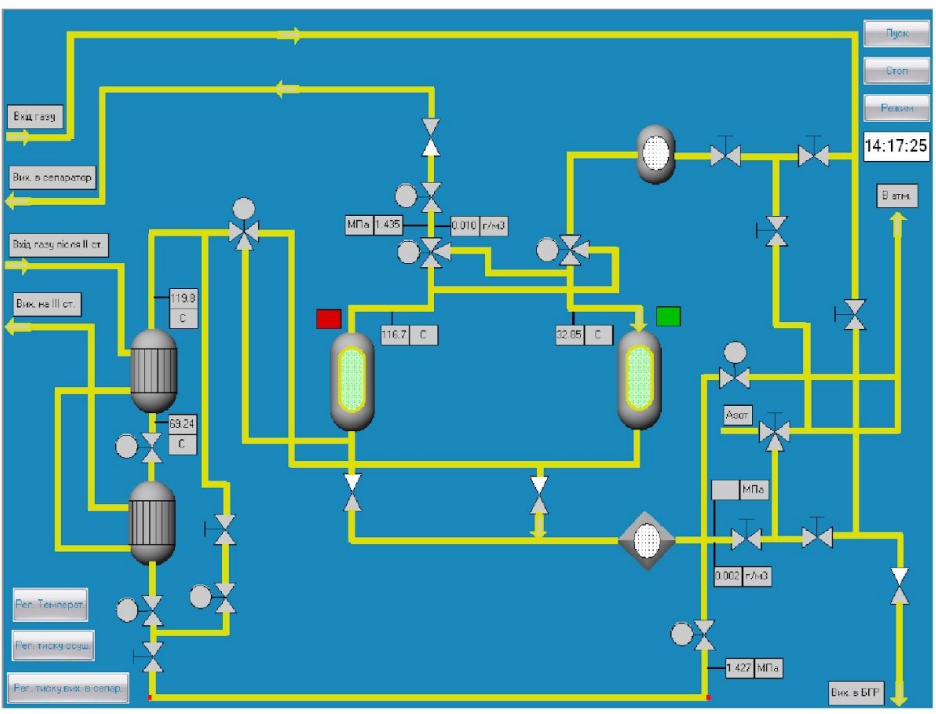 Пуск
Стоп
Режим
14:17:25
Вхід газу
Вих. в сепаратор
В атм.
МПа 1.435
0.010 г/м3
Вхід газу після II ст.
Вих. на III ст.
119.8
С
116.7 С
32.85 С
Азот
69.24
С
МПа
0.002 г/м3
Рег. Температ.
Рег. тиску осуш.
1.427 МПа
Рег. тиску вих. в сепар.
Вих. в БГР